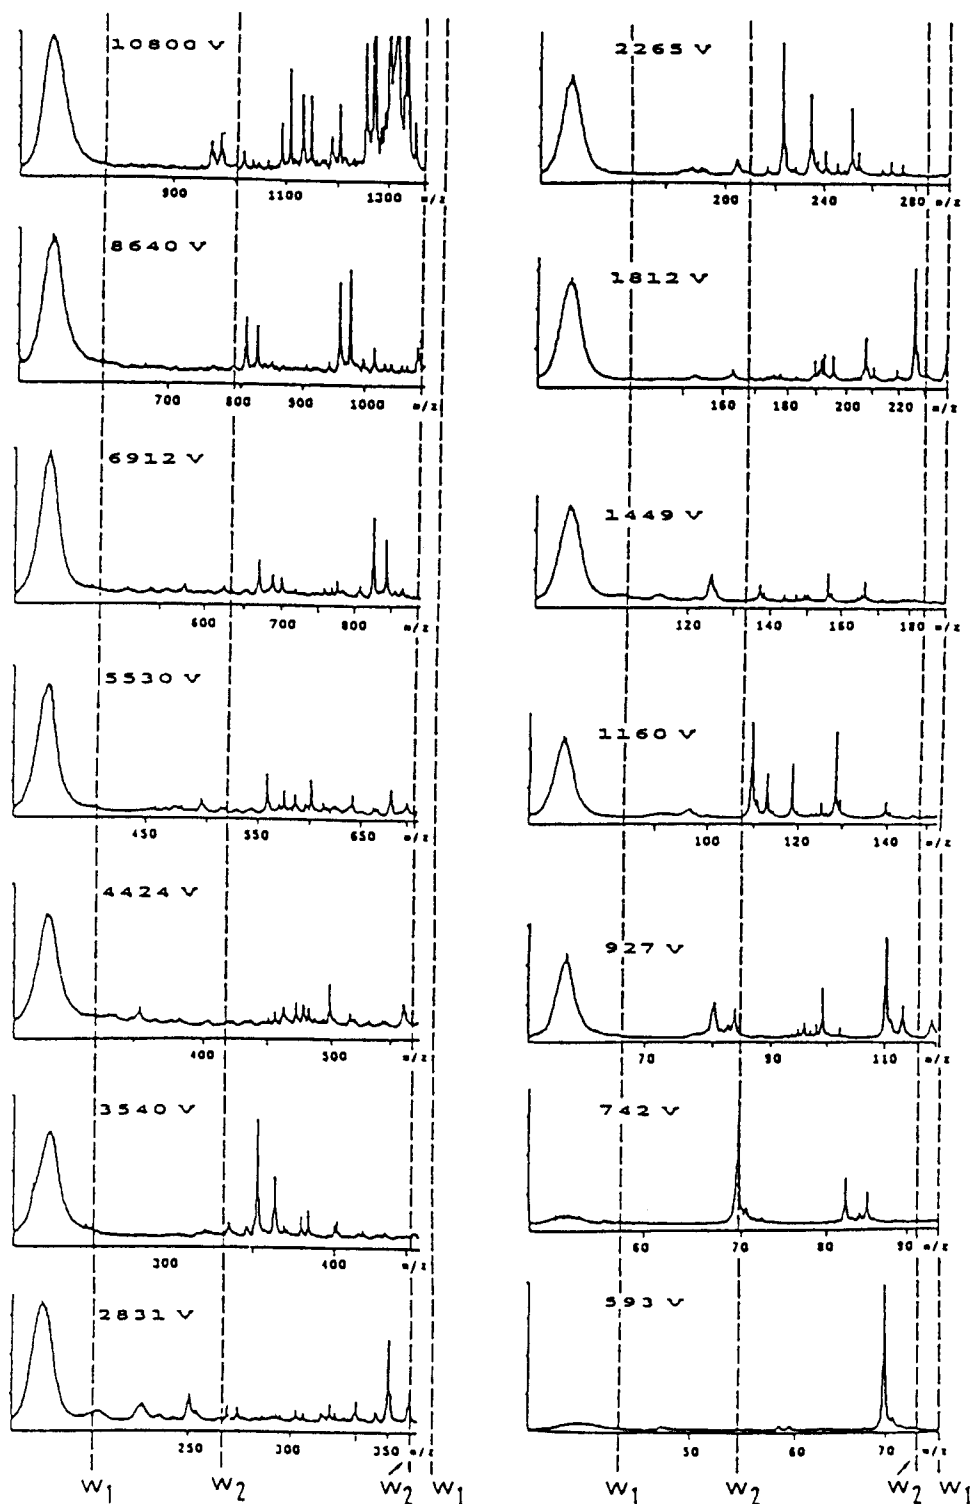 10800 V
900 1100 1300 m/z
8640 V
700 800 900 1000 m/z
6912 V
600 700 800 m/z
5530 V
450 550 650 m/z
4424 V
400 500 m/z
3540 V
300 400 m/z
2831 V
250 300 350 m/z
W1 W2 W2 W1
2265 V
200 240 280 m/z
1812 V
160 180 200 220 m/z
1449 V
120 140 160 180 m/z
1160 V
100 120 140 m/z
927 V
70 90 110 m/z
742 V
60 70 80 90 m/z
593 V
50 60 70 m/z
W1 W2 W2 W1